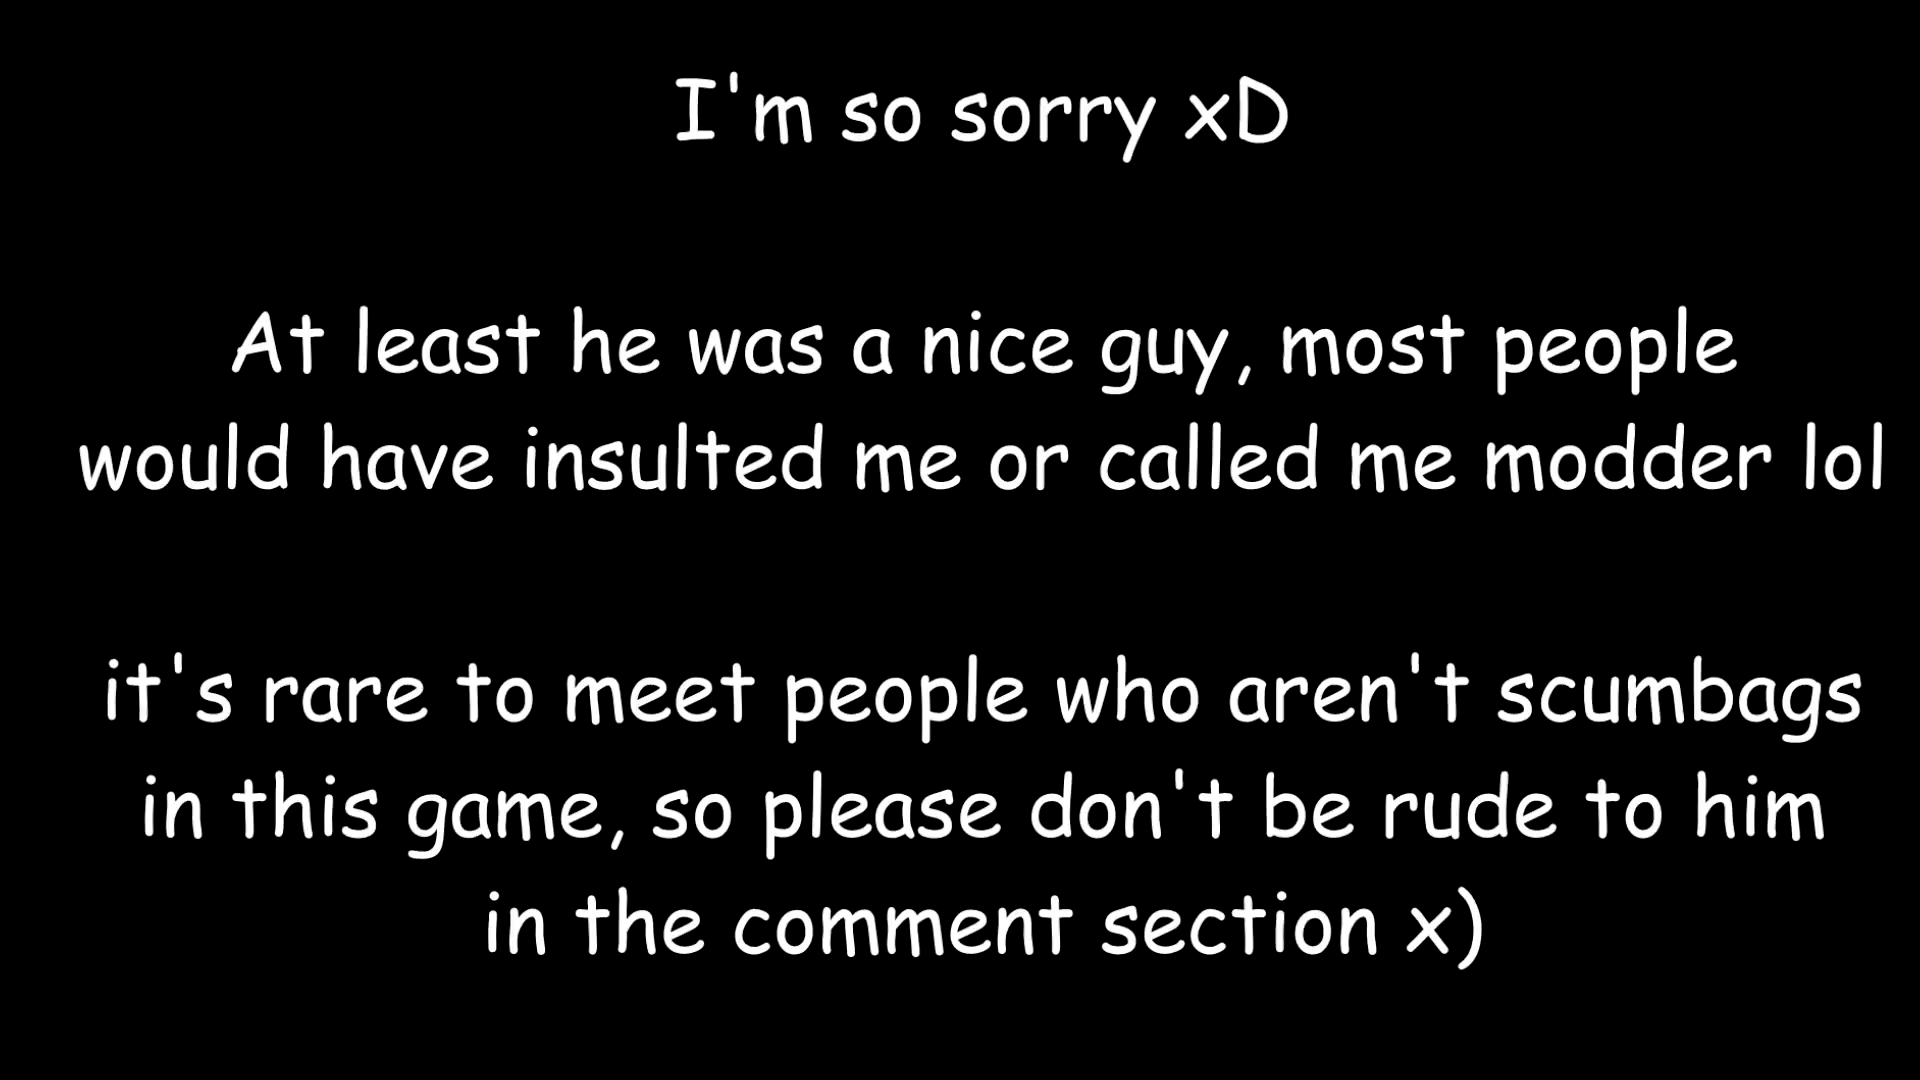 I'm so sorry xD
At least he was a nice guy, most people
would have insulted me or called me modder lol
it's rare to meet people who aren't scumbags
in this game, so please don't be rude to him
in the comment section x)